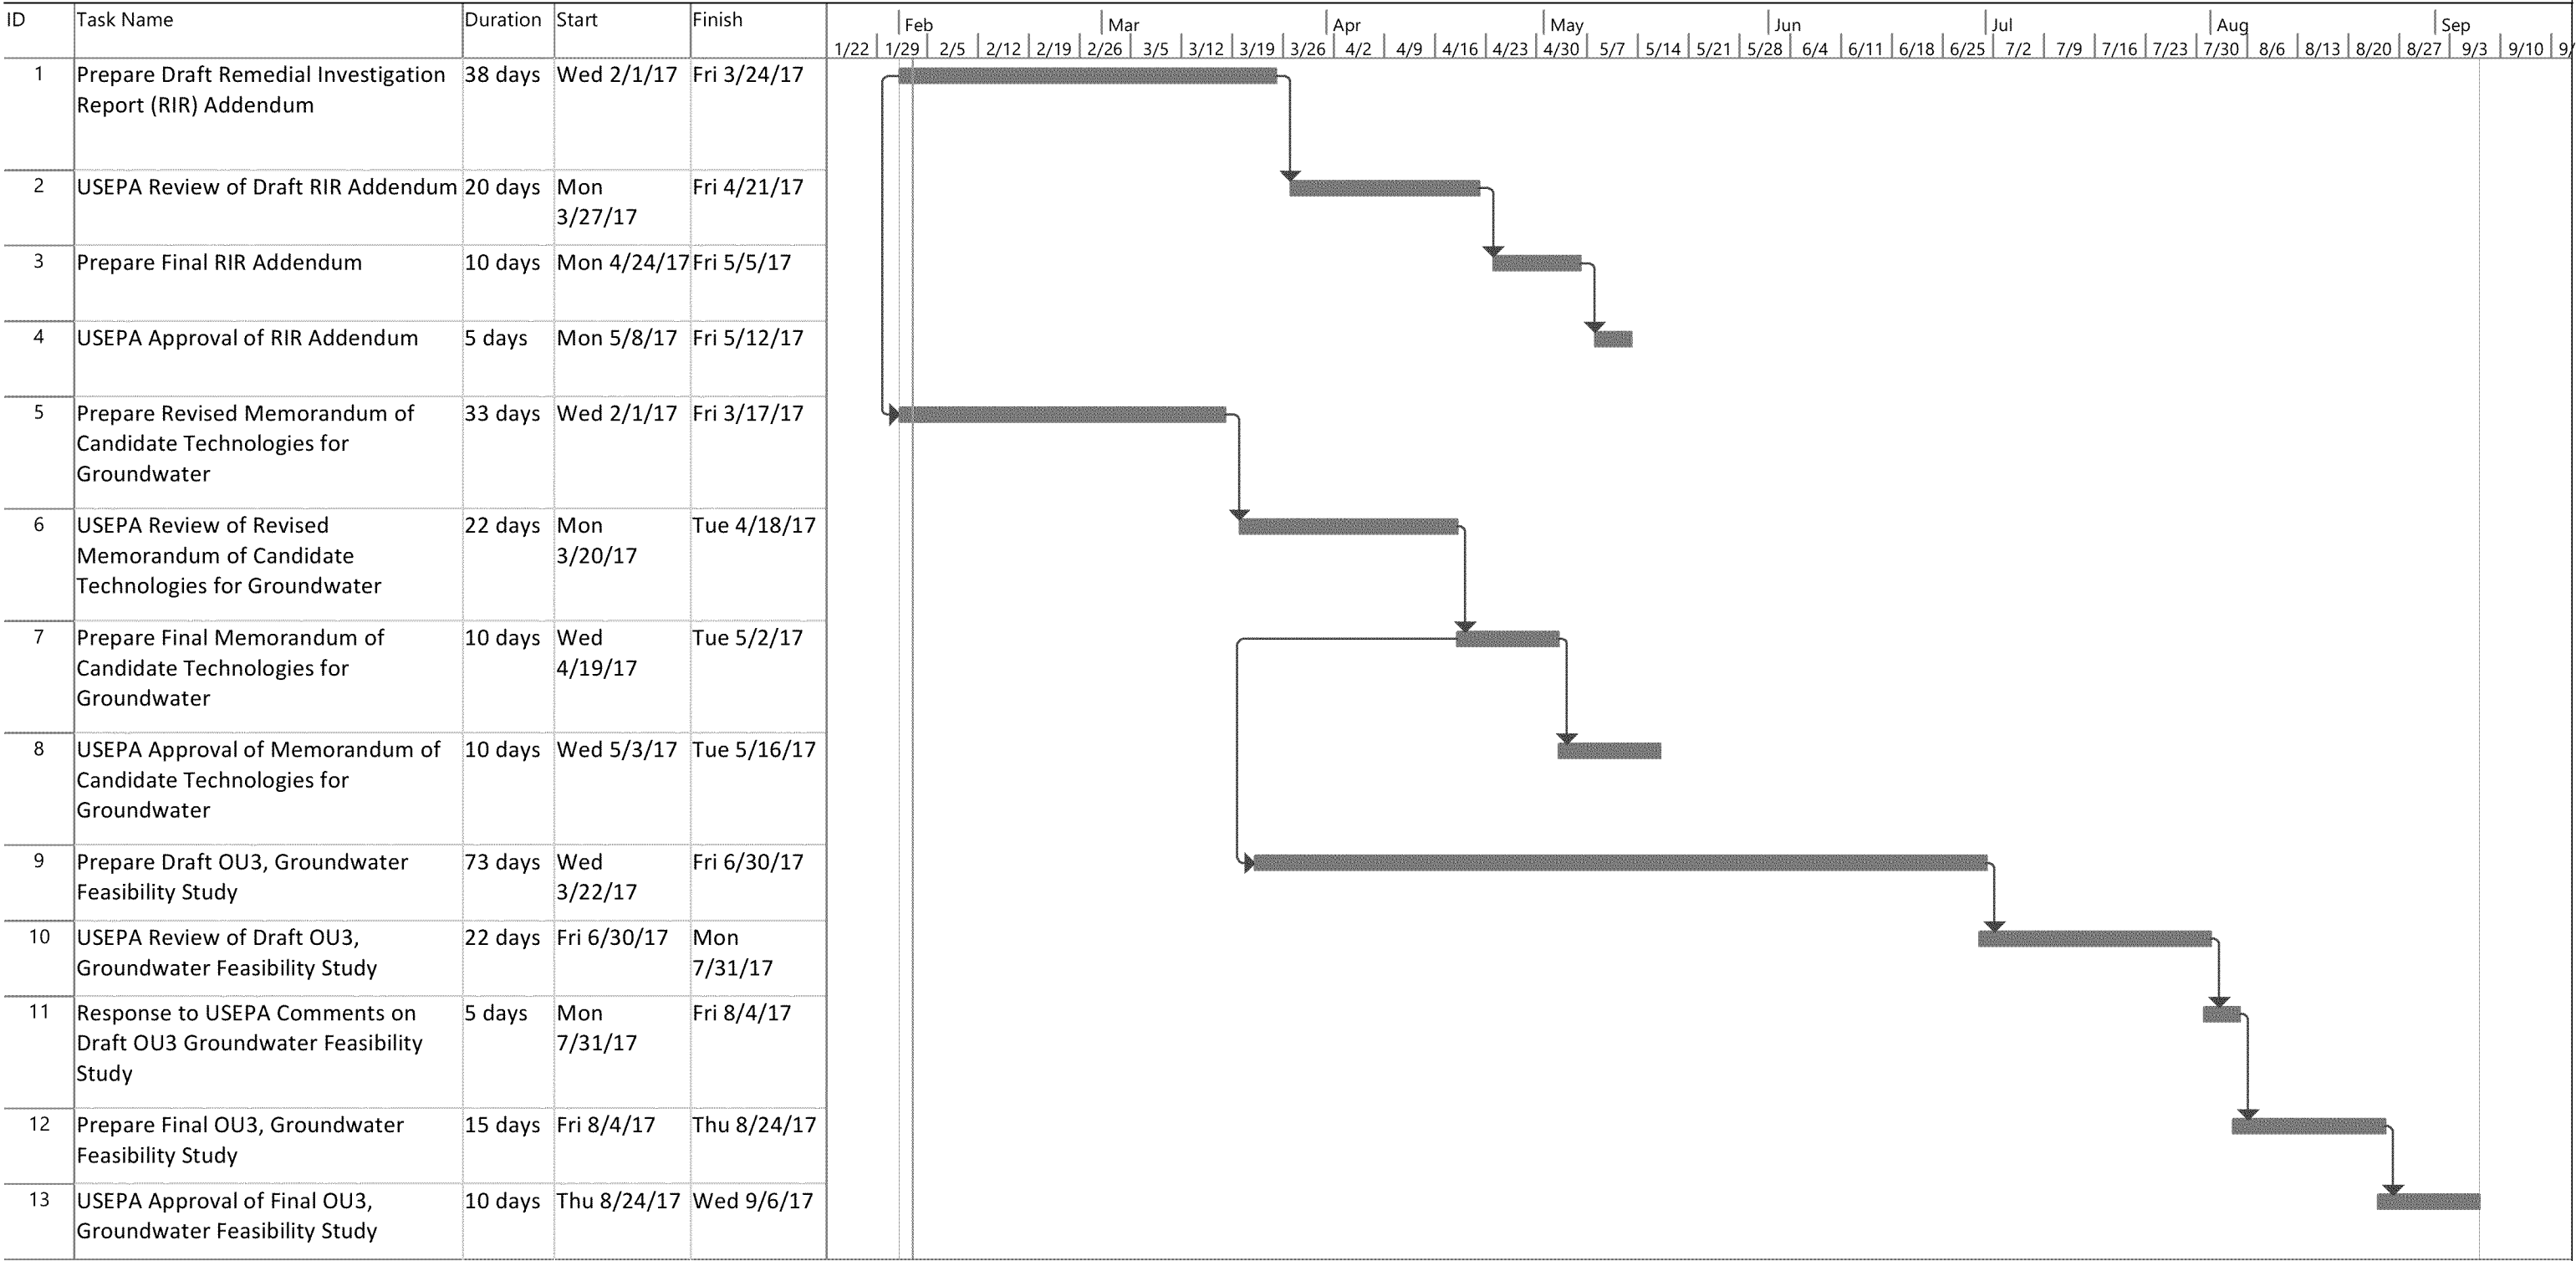 ID Task Name Duration Start Finish
Feb Mar Apr May Jun Jul Aug Sep
1/22 1/29 2/5 2/12 2/19 2/26 3/5 3/12 3/19 3/26 4/2 4/9 4/16 4/23 4/30 5/7 5/14 5/21 5/28 6/4 6/11 6/18 6/25 7/2 7/9 7/16 7/23 7/30 8/6 8/13 8/20 8/27 9/3 9/10 9/
1 Prepare Draft Remedial Investigation 38 days Wed 2/1/17 Fri 3/24/17
Report (RIR) Addendum
2 USEPA Review of Draft RIR Addendum 20 days Mon Fri 4/21/17
3/27/17
3 Prepare Final RIR Addendum 10 days Mon 4/24/17 Fri 5/5/17
4 USEPA Approval of RIR Addendum 5 days Mon 5/8/17 Fri 5/12/17
5 Prepare Revised Memorandum of 33 days Wed 2/1/17 Fri 3/17/17
Candidate Technologies for
Groundwater
6 USEPA Review of Revised 22 days Mon Tue 4/18/17
Memorandum of Candidate 3/20/17
Technologies for Groundwater
7 Prepare Final Memorandum of 10 days Wed Tue 5/2/17
Candidate Technologies for 4/19/17
Groundwater
8 USEPA Approval of Memorandum of 10 days Wed 5/3/17 Tue 5/16/17
Candidate Technologies for
Groundwater
9 Prepare Draft OU3, Groundwater 73 days Wed Fri 6/30/17
Feasibility Study 3/22/17
10 USEPA Review of Draft OU3, 22 days Fri 6/30/17 Mon
Groundwater Feasibility Study 7/31/17
11 Response to USEPA Comments on 5 days Mon Fri 8/4/17
Draft OU3 Groundwater Feasibility 7/31/17
Study
12 Prepare Final OU3, Groundwater 15 days Fri 8/4/17 Thu 8/24/17
Feasibility Study
13 USEPA Approval of Final OU3, 10 days Thu 8/24/17 Wed 9/6/17
Groundwater Feasibility Study